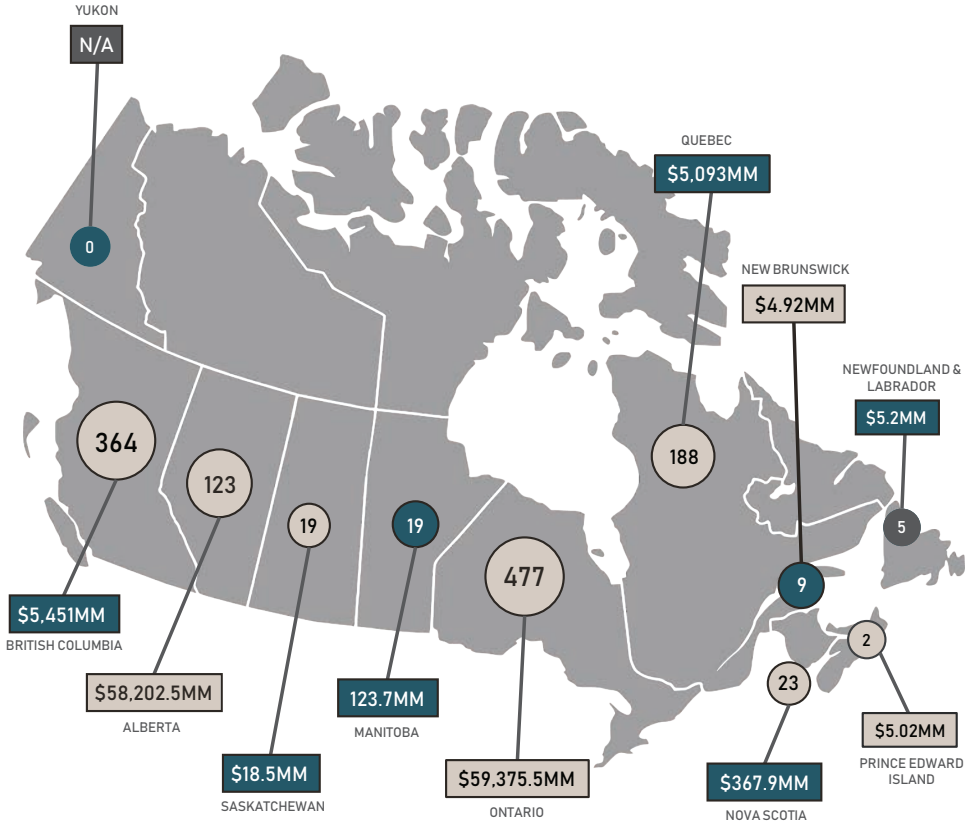 YUKON
N/A
0
QUEBEC
$5,093MM
188
NEW BRUNSWICK
$4.92MM
9
NEWFOUNDLAND &
LABRADOR
$5.2MM
5
364
$5,451MM
BRITISH COLUMBIA
123
$58,202.5MM
ALBERTA
19
$18.5MM
SASKATCHEWAN
19
123.7MM
MANITOBA
477
$59,375.5MM
ONTARIO
23
$367.9MM
NOVA SCOTIA
2
$5.02MM
PRINCE EDWARD
ISLAND